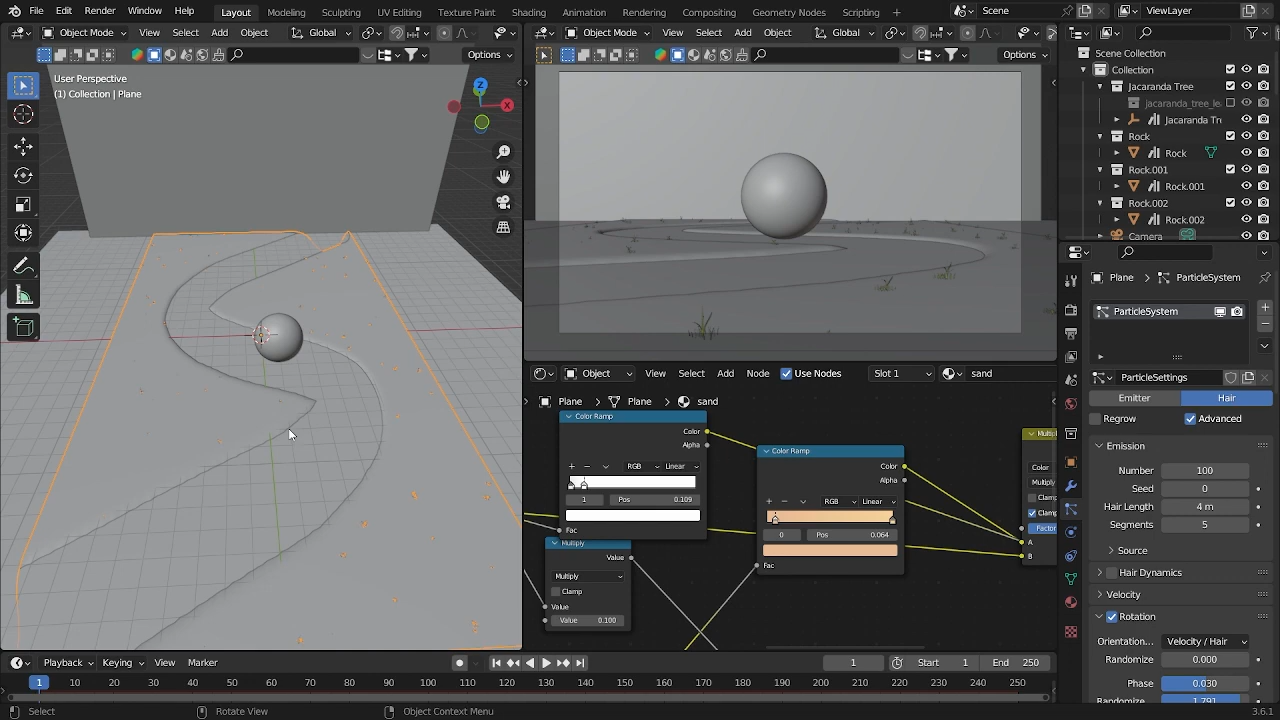 File Edit Render Window Help Layout Modeling Sculpting UV Editing Texture Paint Shading Animation Rendering Compositing Geometry Nodes Scripting Scene ViewLayer
Object Mode View Select Add Object Global Object Mode View Select Add Object Global
Options Options
User Perspective
(1) Collection | Plane
Z
X
Scene Collection
Collection
Jacaranda Tree
jacaranda_tree_le
Jacaranda Tr
Rock
Rock
Rock.001
Rock.001
Rock.002
Rock.002
Camera
Plane ParticleSystem
ParticleSystem
ParticleSettings
Emitter Hair
Regrow Advanced
Emission
Number 100
Seed 0
Hair Length 4 m
Segments 5
Source
Hair Dynamics
Velocity
Rotation
Orientation... Velocity / Hair
Randomize 0.000
Phase 0.030
Randomize 1.791
Object View Select Add Node Use Nodes Slot 1 sand
Plane Plane sand
Color Ramp
Color
Alpha
RGB Linear
1 Pos 0.109
Fac
Multiply
Value
Multiply
Clamp
Value
Value 0.100
Color Ramp
Color
Alpha
RGB Linear
0 Pos 0.064
Fac
Color
Multiply
Clamp
Clamp
Factor
A
B
Playback Keying View Marker 1 Start 1 End 250
1 10 20 30 40 50 60 70 80 90 100 110 120 130 140 150 160 170 180 190 200 210 220 230 240 250
Select Rotate View Object Context Menu 3.6.1